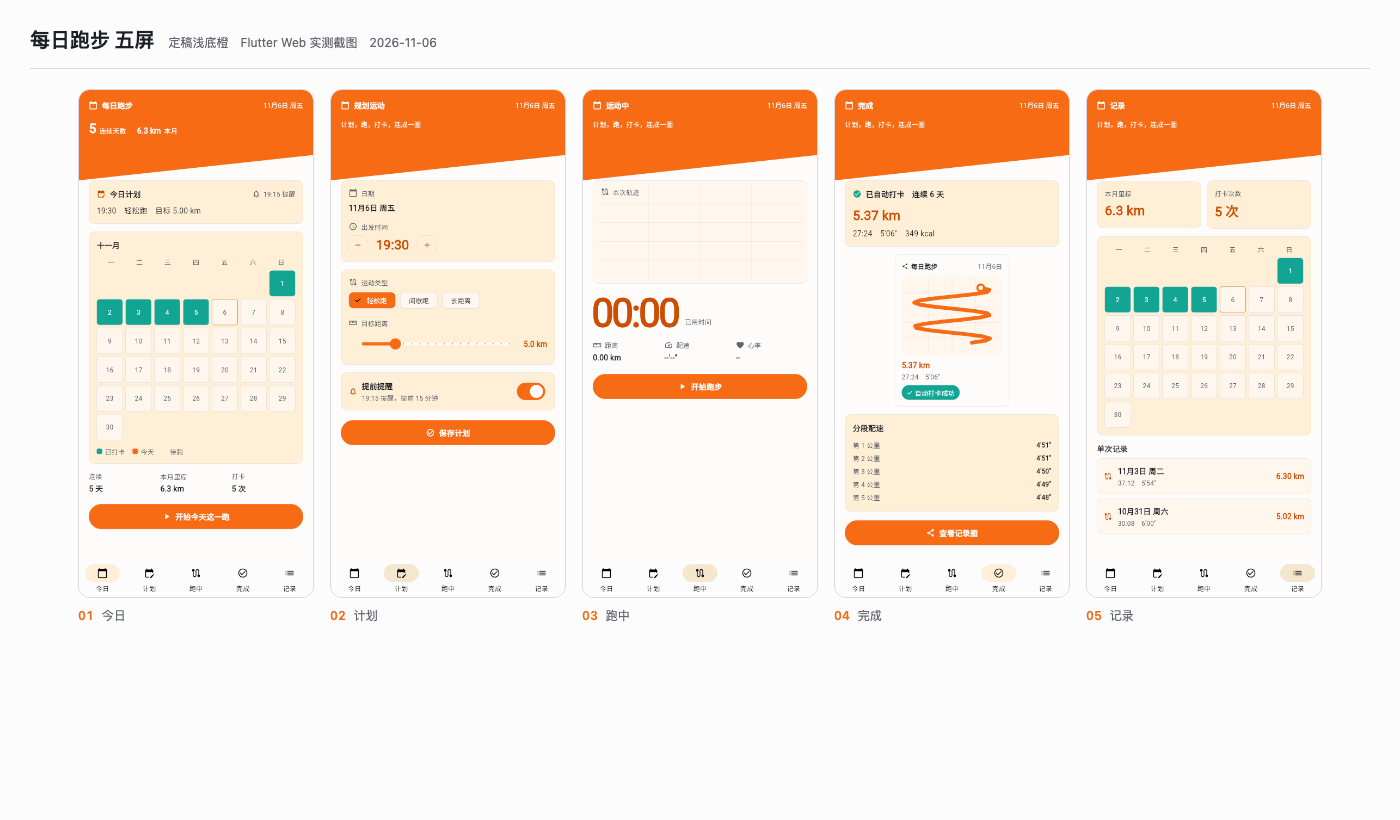 每日跑步 五屏 定稿浅底橙 Flutter Web 实测截图 2026-11-06
每日跑步 11月6日 周五
5 连续天数 6.3 km 本月
今日计划 19:15 提醒
19:30 轻松跑 目标 5.00 km
十一月
一 二 三 四 五 六 日
1
2 3 4 5 6 7 8
9 10 11 12 13 14 15
16 17 18 19 20 21 22
23 24 25 26 27 28 29
30
已打卡 今天 待跑
连续 本月里程 打卡
5 天 6.3 km 5 次
开始今天这一跑
今日 计划 跑中 完成 记录
01 今日
规划运动 11月6日 周五
计划，跑，打卡，连成一画
日期
11月6日 周五
出发时间
− 19:30 +
运动类型
轻松跑 间歇跑 长距离
目标距离
5.0 km
提前提醒
19:15 提醒，提前 15 分钟
保存计划
今日 计划 跑中 完成 记录
02 计划
运动中 11月6日 周五
计划，跑，打卡，连成一画
本次轨迹
00:00 已用时间
距离 配速 心率
0.00 km –'–" –
开始跑步
今日 计划 跑中 完成 记录
03 跑中
完成 11月6日 周五
计划，跑，打卡，连成一画
已自动打卡 连续 6 天
5.37 km
27:24 5'06" 349 kcal
每日跑步 11月6日
5.37 km
27:24 5'06"
自动打卡成功
分段配速
第 1 公里 4'51"
第 2 公里 4'51"
第 3 公里 4'50"
第 4 公里 4'49"
第 5 公里 4'48"
查看记录图
今日 计划 跑中 完成 记录
04 完成
记录 11月6日 周五
计划，跑，打卡，连成一画
本月里程 打卡次数
6.3 km 5 次
一 二 三 四 五 六 日
1
2 3 4 5 6 7 8
9 10 11 12 13 14 15
16 17 18 19 20 21 22
23 24 25 26 27 28 29
30
单次记录
11月3日 周二 6.30 km
37:12 5'54"
10月31日 周六 5.02 km
30:08 6'00"
今日 计划 跑中 完成 记录
05 记录